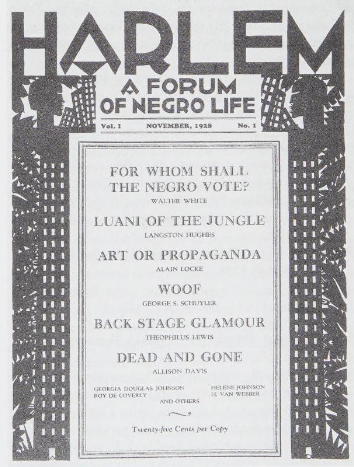 HARLEM
A FORUM
OF NEGRO LIFE
Vol. 1 NOVEMBER, 1928 No. 1
FOR WHOM SHALL
THE NEGRO VOTE?
WALTER WHITE
LUANI OF THE JUNGLE
LANGSTON HUGHES
ART OR PROPAGANDA
ALAIN LOCKE
WOOF
GEORGE S. SCHUYLER
BACK STAGE GLAMOUR
THEOPHILUS LEWIS
DEAD AND GONE
ALLISON DAVIS
GEORGIA DOUGLAS JOHNSON HELENE JOHNSON
ROY DE COVERLY H. VAN WEBBER
AND OTHERS
Twenty-five Cents per Copy